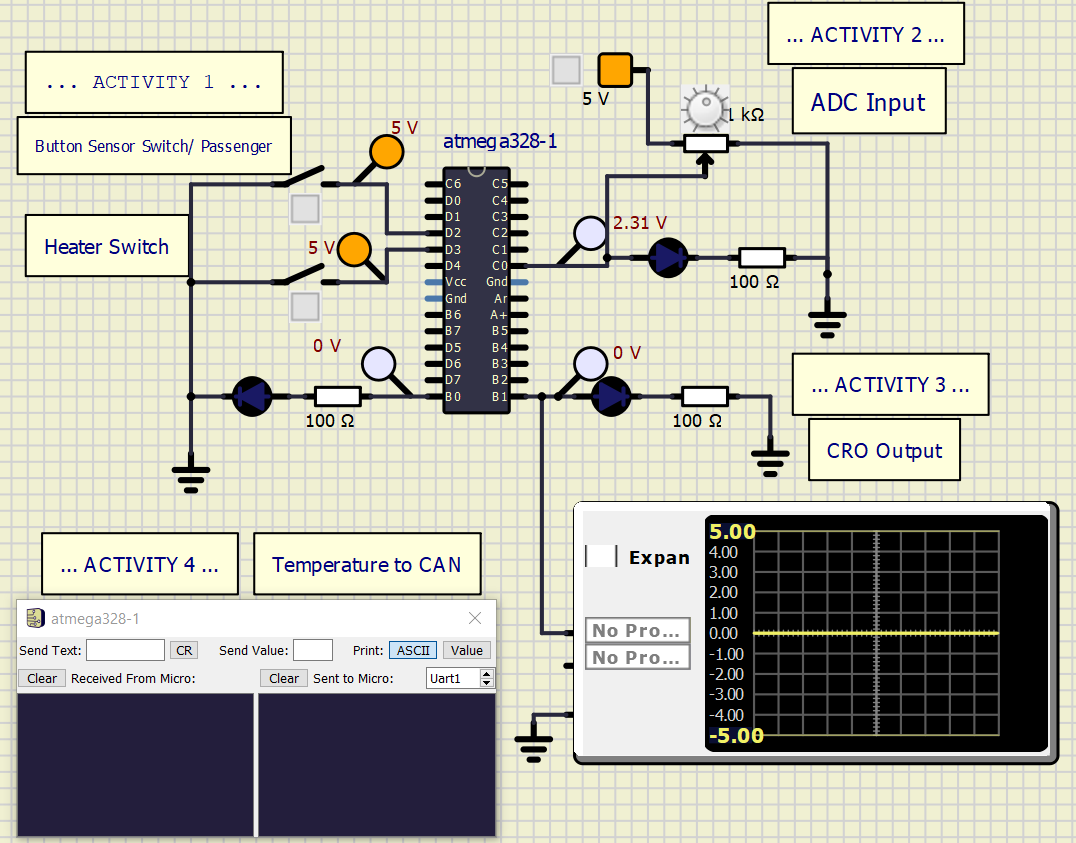 ... ACTIVITY 2 ...
... ACTIVITY 1 ...
5 V
ADC Input
1 kΩ
Button Sensor Switch/ Passenger
5 V
atmega328-1
C6 C5
D0 C4
D1 C3
D2 C2
D3 C1
D4 C0
Vcc Gnd
Gnd Ar
B6 A+
B7 B5
D5 B4
D6 B3
D7 B2
B0 B1
Heater Switch
5 V
2.31 V
100 Ω
0 V
0 V
100 Ω
100 Ω
... ACTIVITY 3 ...
CRO Output
... ACTIVITY 4 ...
Temperature to CAN
atmega328-1
Send Text: CR Send Value: Print: ASCII Value
Clear Received From Micro: Clear Sent to Micro: Uart1
Expan
No Pro...
No Pro...
5.00
4.00
3.00
2.00
1.00
0.00
-1.00
-2.00
-3.00
-4.00
-5.00